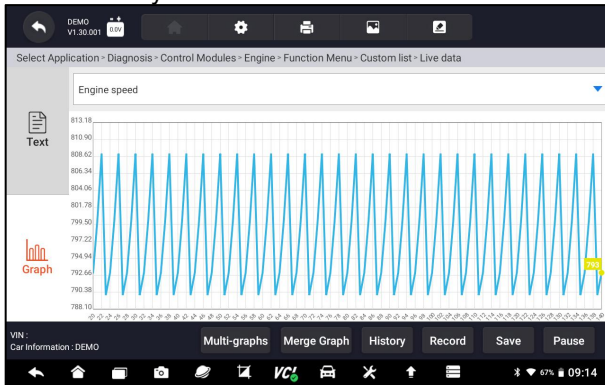 DEMO
V1.30.001 0.0V
Select Application > Diagnosis > Control Modules > Engine > Function Menu > Custom list > Live data
Engine speed
Text
Graph
813.18
810.90
808.62
806.34
804.06
801.78
799.50
797.22
794.94
792.66
790.38
788.10
793
VIN :
Car Information : DEMO
Multi-graphs Merge Graph History Record Save Pause
VCI 67% 09:14